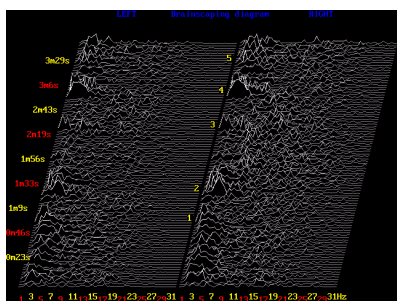 LEFT Brainscaping diagram RIGHT
3m29s 5
3m6s 4
2m43s
2m19s 3
1m56s
1m33s 2
1m9s 1
0m46s
0m23s
1 3 5 7 9 11 13 15 17 19 21 23 25 27 29 31 1 3 5 7 9 11 13 15 17 19 21 23 25 27 29 31Hz